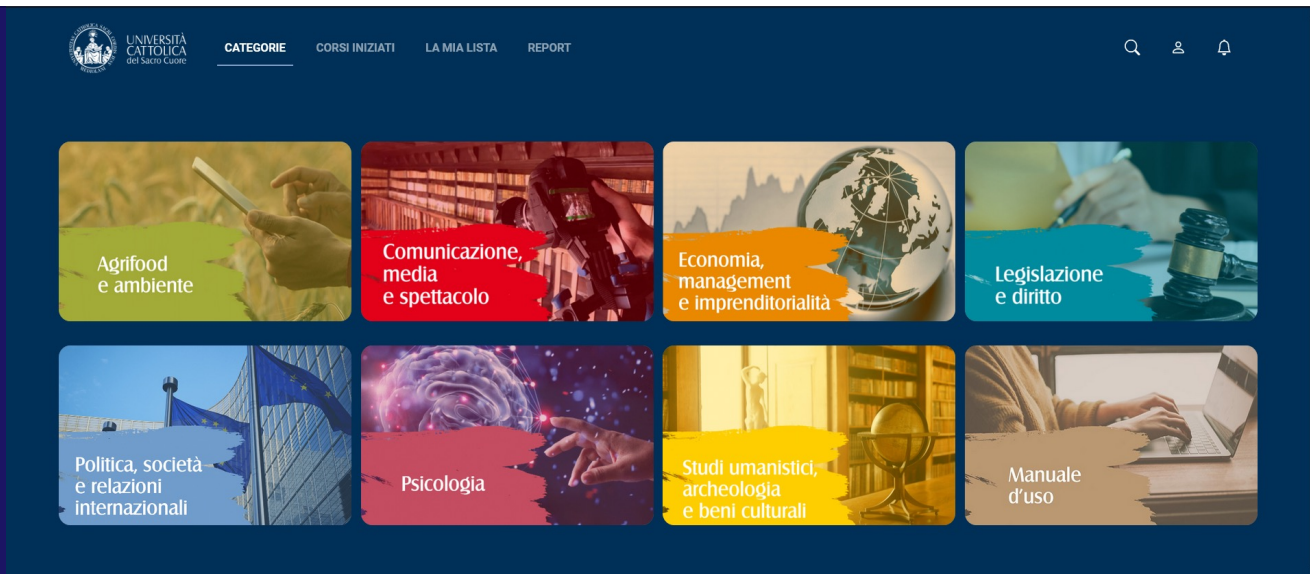 UNIVERSITÀ
CATTOLICA
del Sacro Cuore
CATEGORIE
CORSI INIZIATI
LA MIA LISTA
REPORT
Agrifood
e ambiente
Comunicazione,
media
e spettacolo
Economia,
management
e imprenditorialità
Legislazione
e diritto
Politica, società
e relazioni
internazionali
Psicologia
Studi umanistici,
archeologia
e beni culturali
Manuale
d'uso